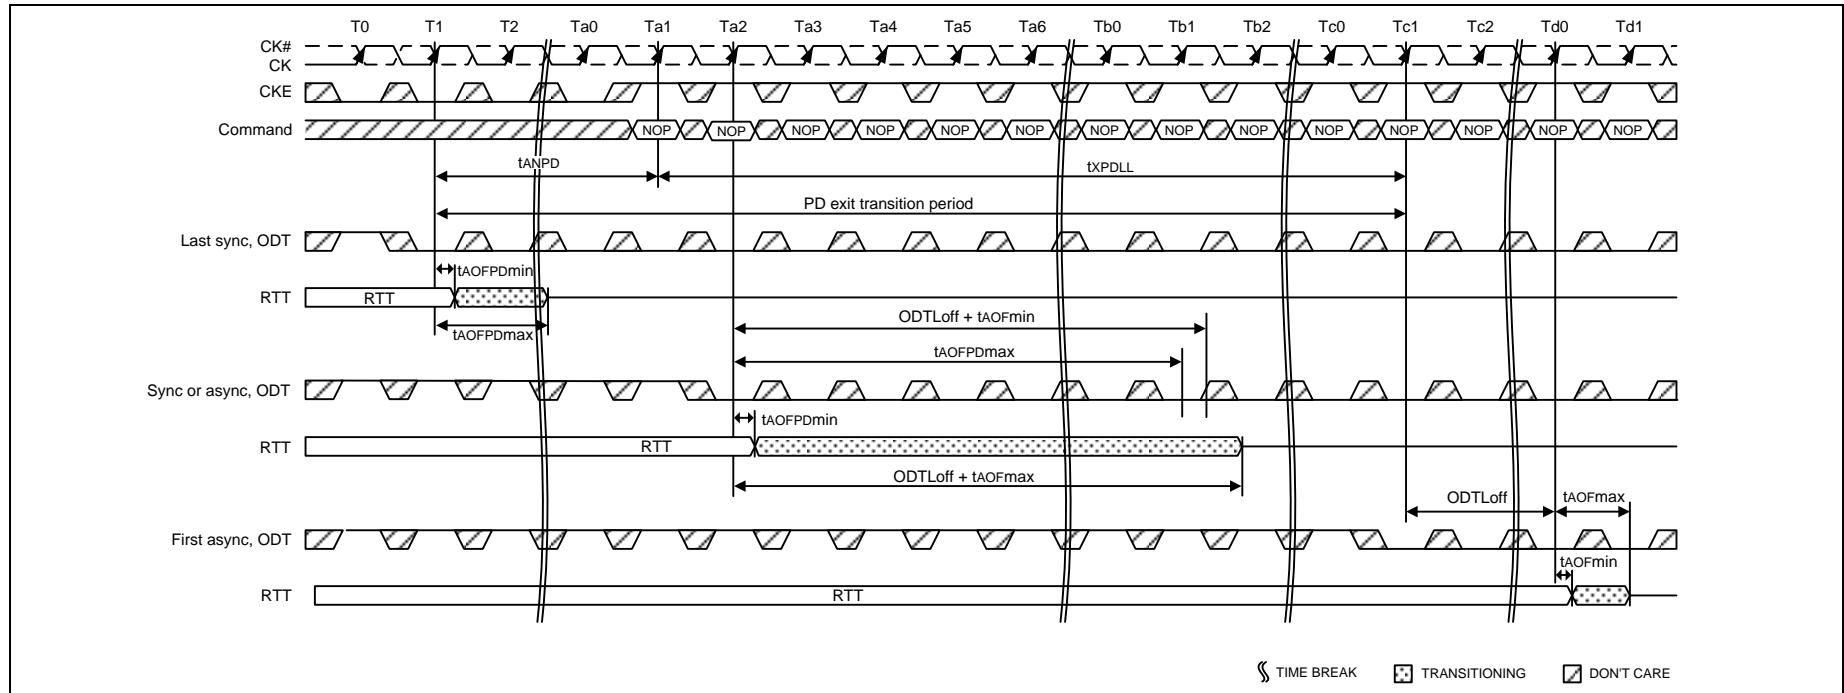 T0 T1 T2 Ta0 Ta1 Ta2 Ta3 Ta4 Ta5 Ta6 Tb0 Tb1 Tb2 Tc0 Tc1 Tc2 Td0 Td1
CK#
CK
CKE
Command NOP NOP NOP NOP NOP NOP NOP NOP NOP NOP NOP NOP NOP NOP
tANPD tXPDLL
PD exit transition period
Last sync, ODT
tAOFPDmin
RTT RTT
tAOFPDmax
ODTLoff + tAOFmin
tAOFPDmax
Sync or async, ODT
tAOFPDmin
RTT RTT
ODTLoff + tAOFmax
ODTLoff tAOFmax
First async, ODT
tAOFmin
RTT RTT
TIME BREAK TRANSITIONING DON'T CARE